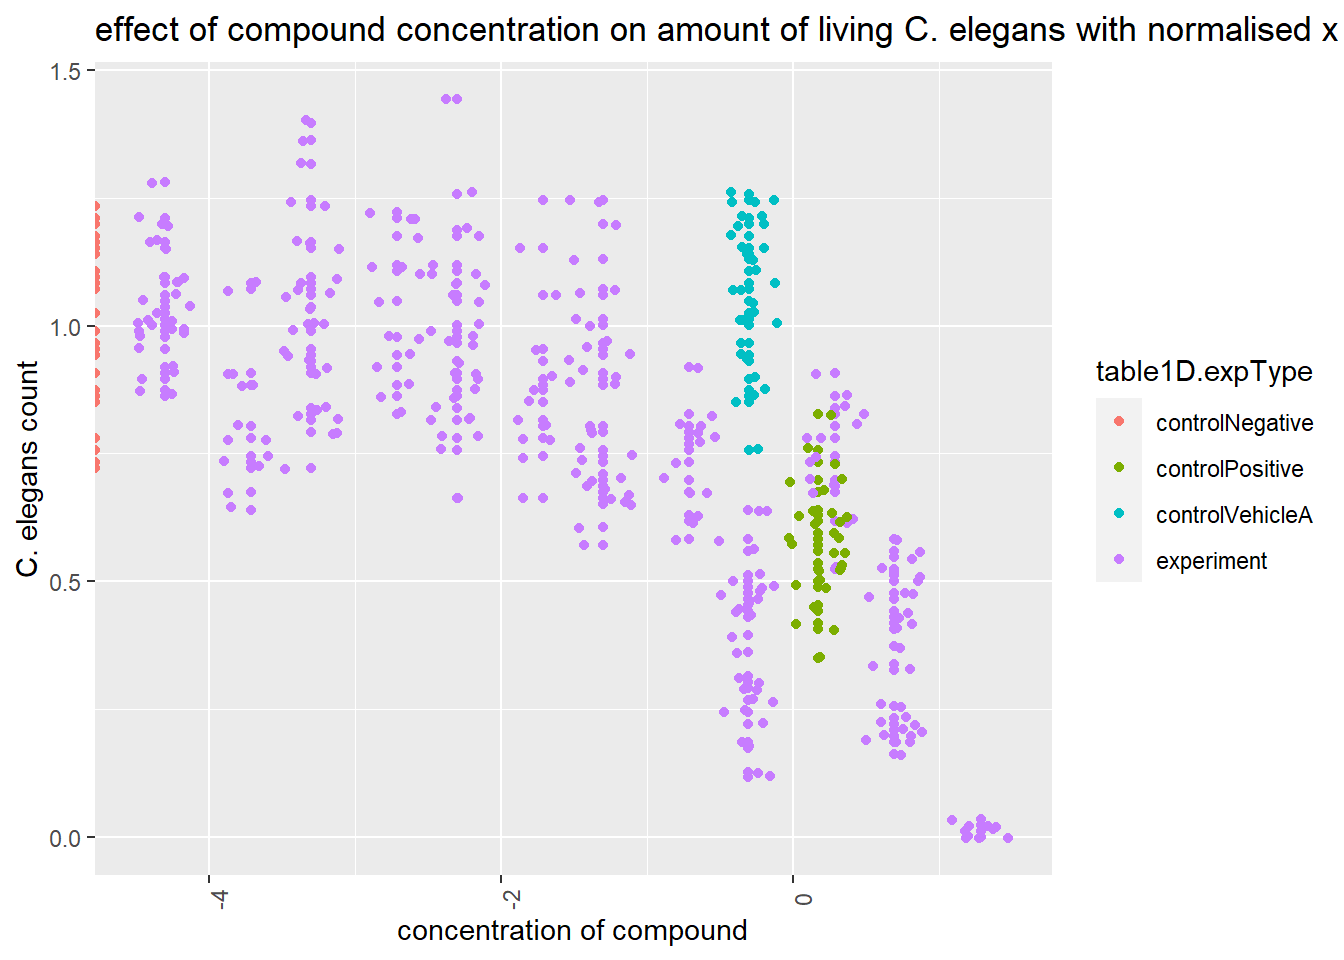 effect of compound concentration on amount of living C. elegans with normalised x
1.5
1.0
0.5
0.0
C. elegans count
-4
-2
0
concentration of compound
table1D.expType
controlNegative
controlPositive
controlVehicleA
experiment